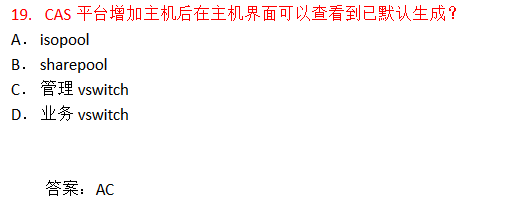 19. CAS 平台增加主机后在主机界面可以查看到已默认生成？
A. isopool
B. sharepool
C. 管理 vswitch
D. 业务 vswitch
答案：AC